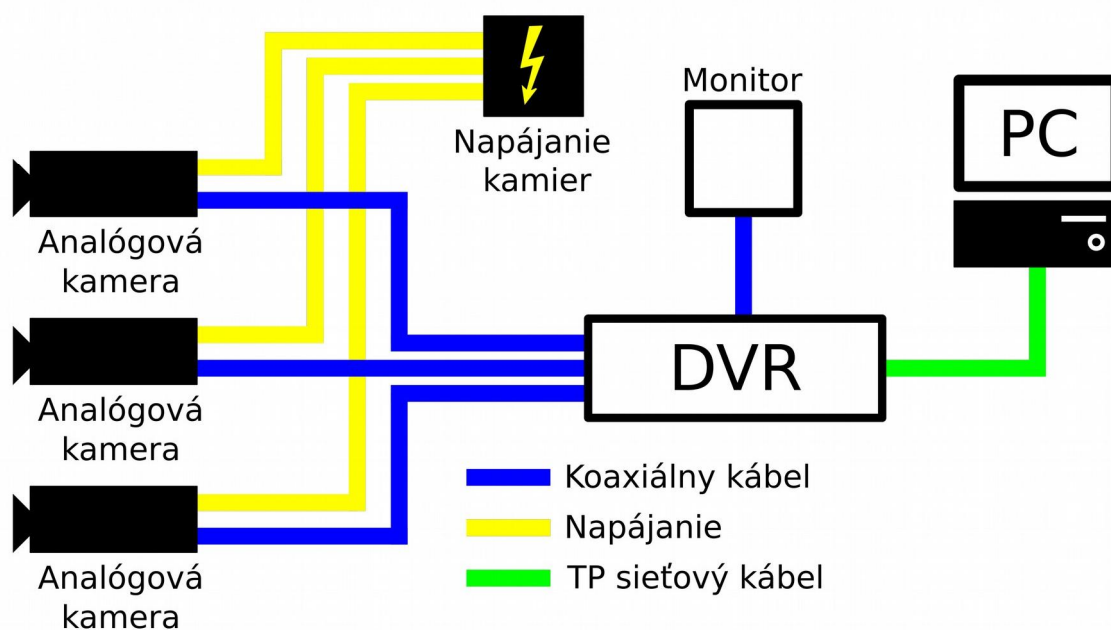 Monitor
PC
Napájanie
kamier
Analógová
kamera
DVR
Analógová
kamera
Koaxiálny kábel
Napájanie
TP sieťový kábel
Analógová
kamera